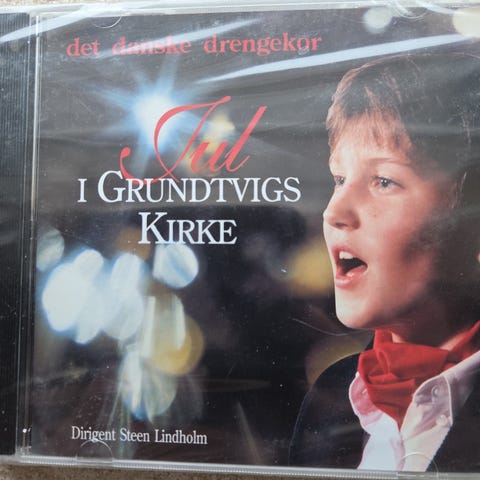 det danske drengekor
Jul
I GRUNDTVIGS
KIRKE
Dirigent Steen Lindholm